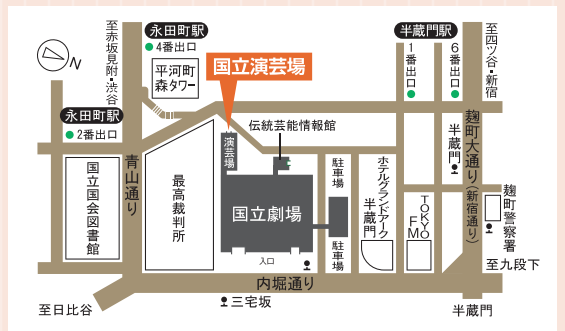 至赤坂見附・渋谷
永田町駅
4番出口
平河町
森タワー
国立演芸場
半蔵門駅
1番出口
6番出口
至四ツ谷・新宿
N
永田町駅
2番出口
伝統芸能情報館
演芸場
半蔵門
麹町大通り(新宿通り)
青山通り
国立国会図書館
最高裁判所
国立劇場
駐車場
駐車場
ホテルグランドアーク
半蔵門
TOKYO
FM
麹町警察署
入口
至九段下
内堀通り
至日比谷
三宅坂
半蔵門